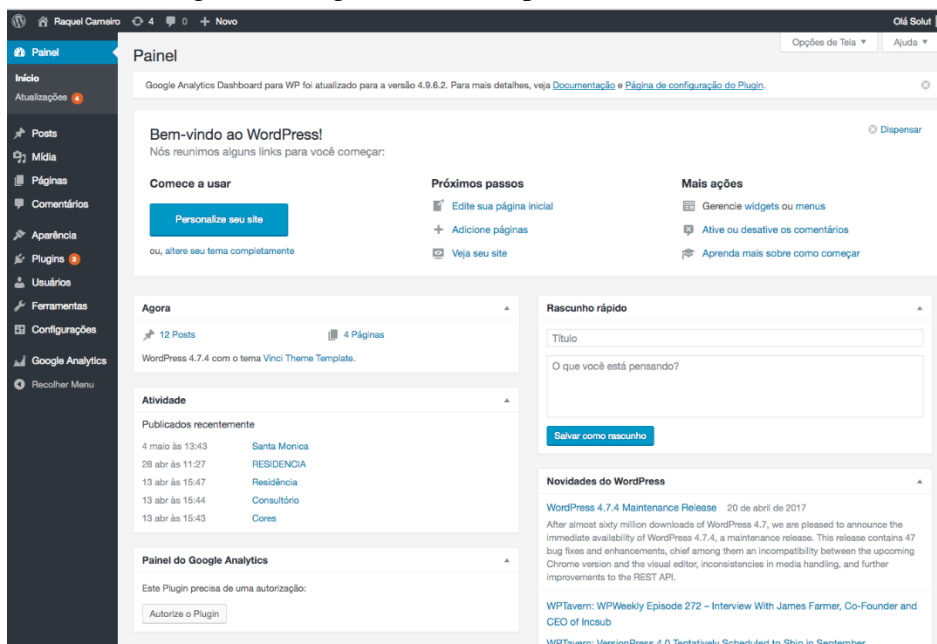 Raquel Carneiro 4 0 + Novo Olá Solut
Opções de Tela Ajuda
Painel
Início
Atualizações 4
Posts
Mídia
Páginas
Comentários
Aparência
Plugins 3
Usuários
Ferramentas
Configurações
Google Analytics
Recolher Menu
Painel
Google Analytics Dashboard para WP foi atualizado para a versão 4.9.6.2. Para mais detalhes, veja Documentação e Página de configuração do Plugin.
Bem-vindo ao WordPress!
Dispensar
Nós reunimos alguns links para você começar:
Comece a usar
Personalize seu site
ou, altere seu tema completamente
Próximos passos
Edite sua página inicial
Adicione páginas
Veja seu site
Mais ações
Gerencie widgets ou menus
Ative ou desative os comentários
Aprenda mais sobre como começar
Agora
12 Posts 4 Páginas
WordPress 4.7.4 com o tema Vinci Theme Template.
Atividade
Publicados recentemente
4 maio às 13:43 Santa Monica
28 abr às 11:27 RESIDENCIA
13 abr às 15:47 Residência
13 abr às 15:44 Consultório
13 abr às 15:43 Cores
Painel do Google Analytics
Este Plugin precisa de uma autorização:
Autorize o Plugin
Rascunho rápido
Título
O que você está pensando?
Salvar como rascunho
Novidades do WordPress
WordPress 4.7.4 Maintenance Release 20 de abril de 2017
After almost sixty million downloads of WordPress 4.7, we are pleased to announce the
immediate availability of WordPress 4.7.4, a maintenance release. This release contains 47
bug fixes and enhancements, chief among them an incompatibility between the upcoming
Chrome version and the visual editor, inconsistencies in media handling, and further
improvements to the REST API.
WPTavern: WPWeekly Episode 272 – Interview With James Farmer, Co-Founder and
CEO of Incsub
WPTavern: VersionPress 4.0 Tentatively Scheduled to Ship in September